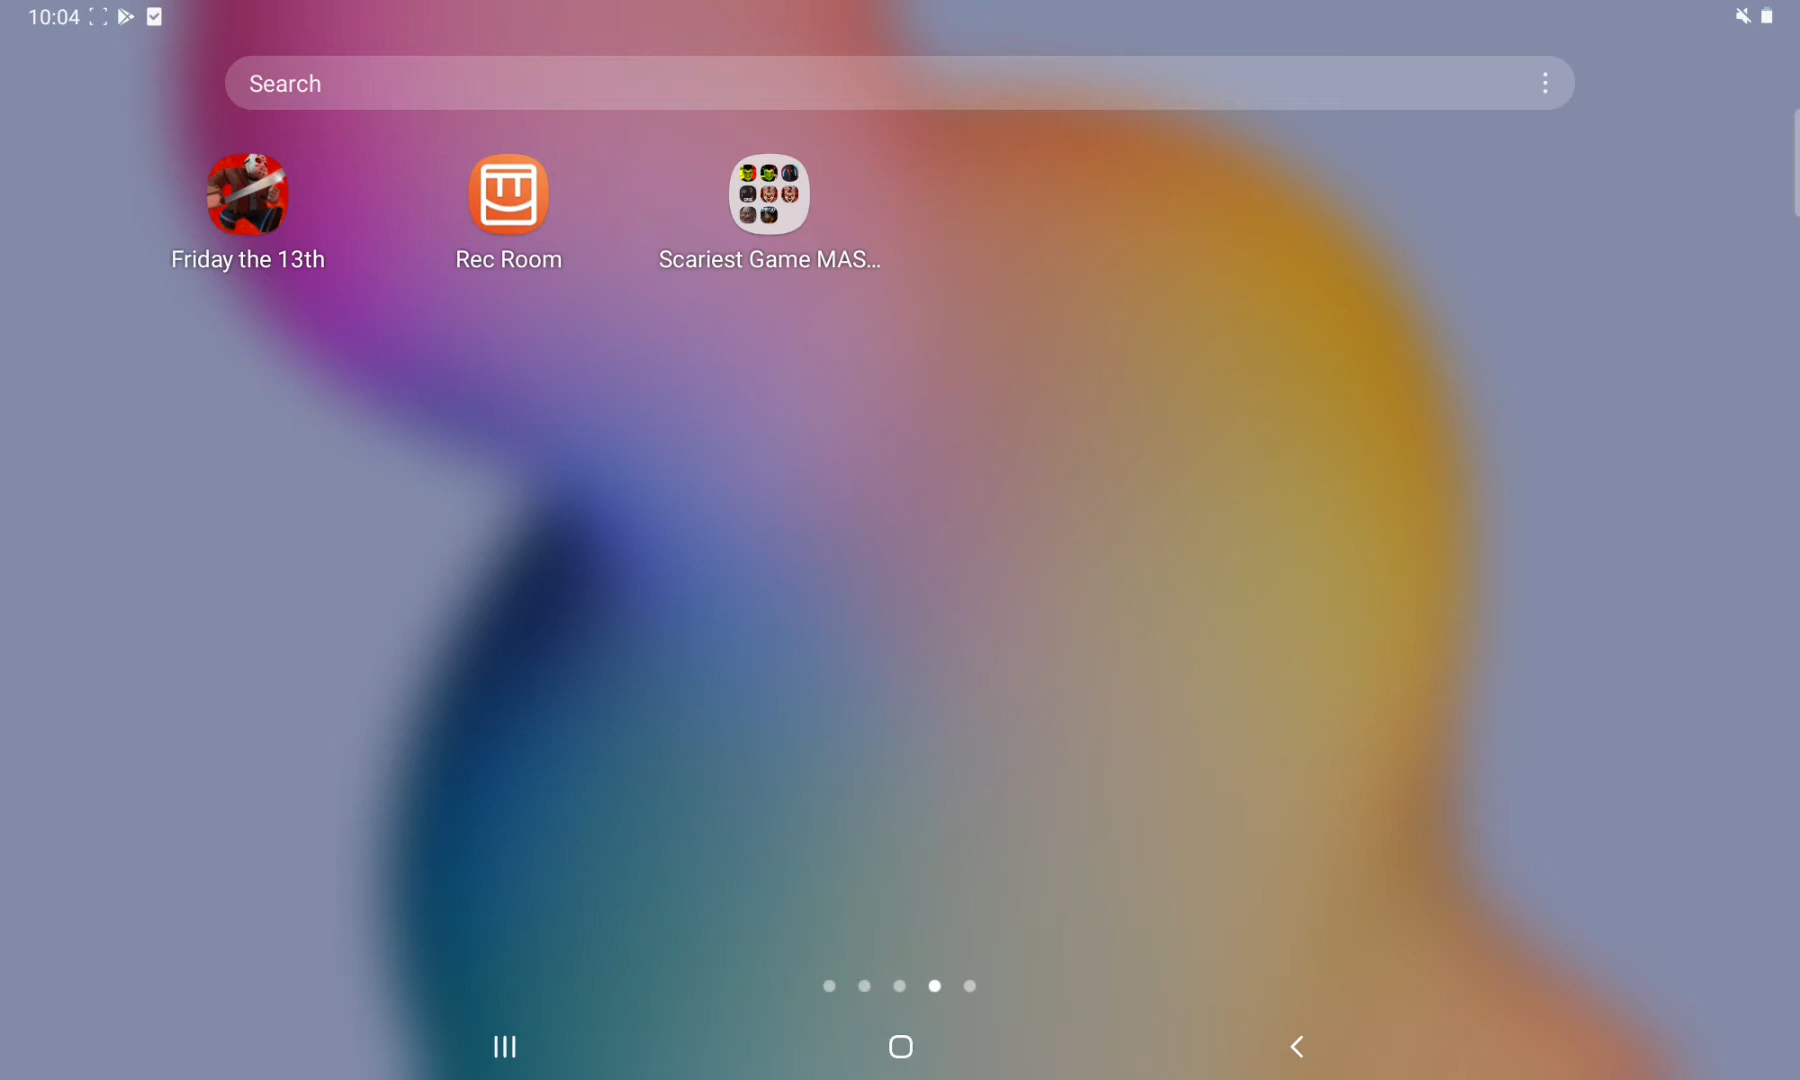 10:04
Search
Friday the 13th
Rec Room
Scariest Game MAS...